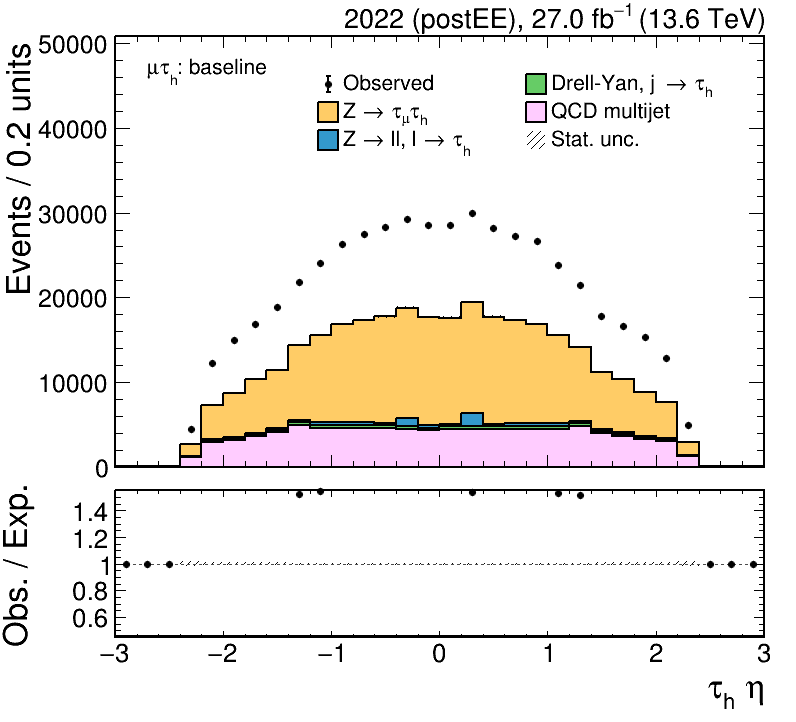 2022 (postEE), 27.0 fb⁻¹ (13.6 TeV)
Events / 0.2 units
50000
40000
30000
20000
10000
0
μτₕ: baseline
Observed
Z → τ_μτₕ
Z → ll, l → τₕ
Drell-Yan, j → τₕ
QCD multijet
Stat. unc.
Obs. / Exp.
1.4
1.2
1
0.8
0.6
−3 −2 −1 0 1 2 3
τₕ η